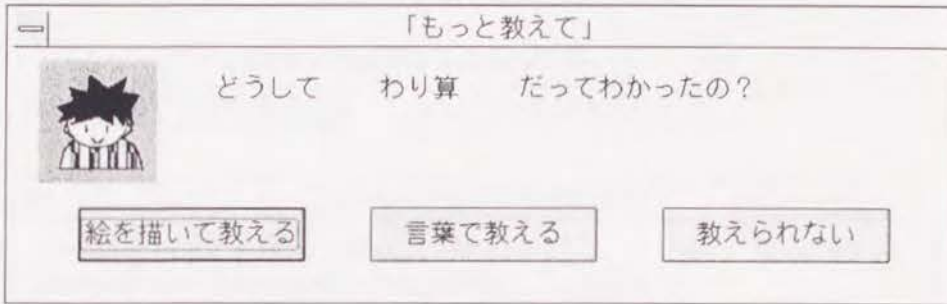 「もっと教えて」
どうして わり算 だってわかったの？
絵を描いて教える 言葉で教える 教えられない